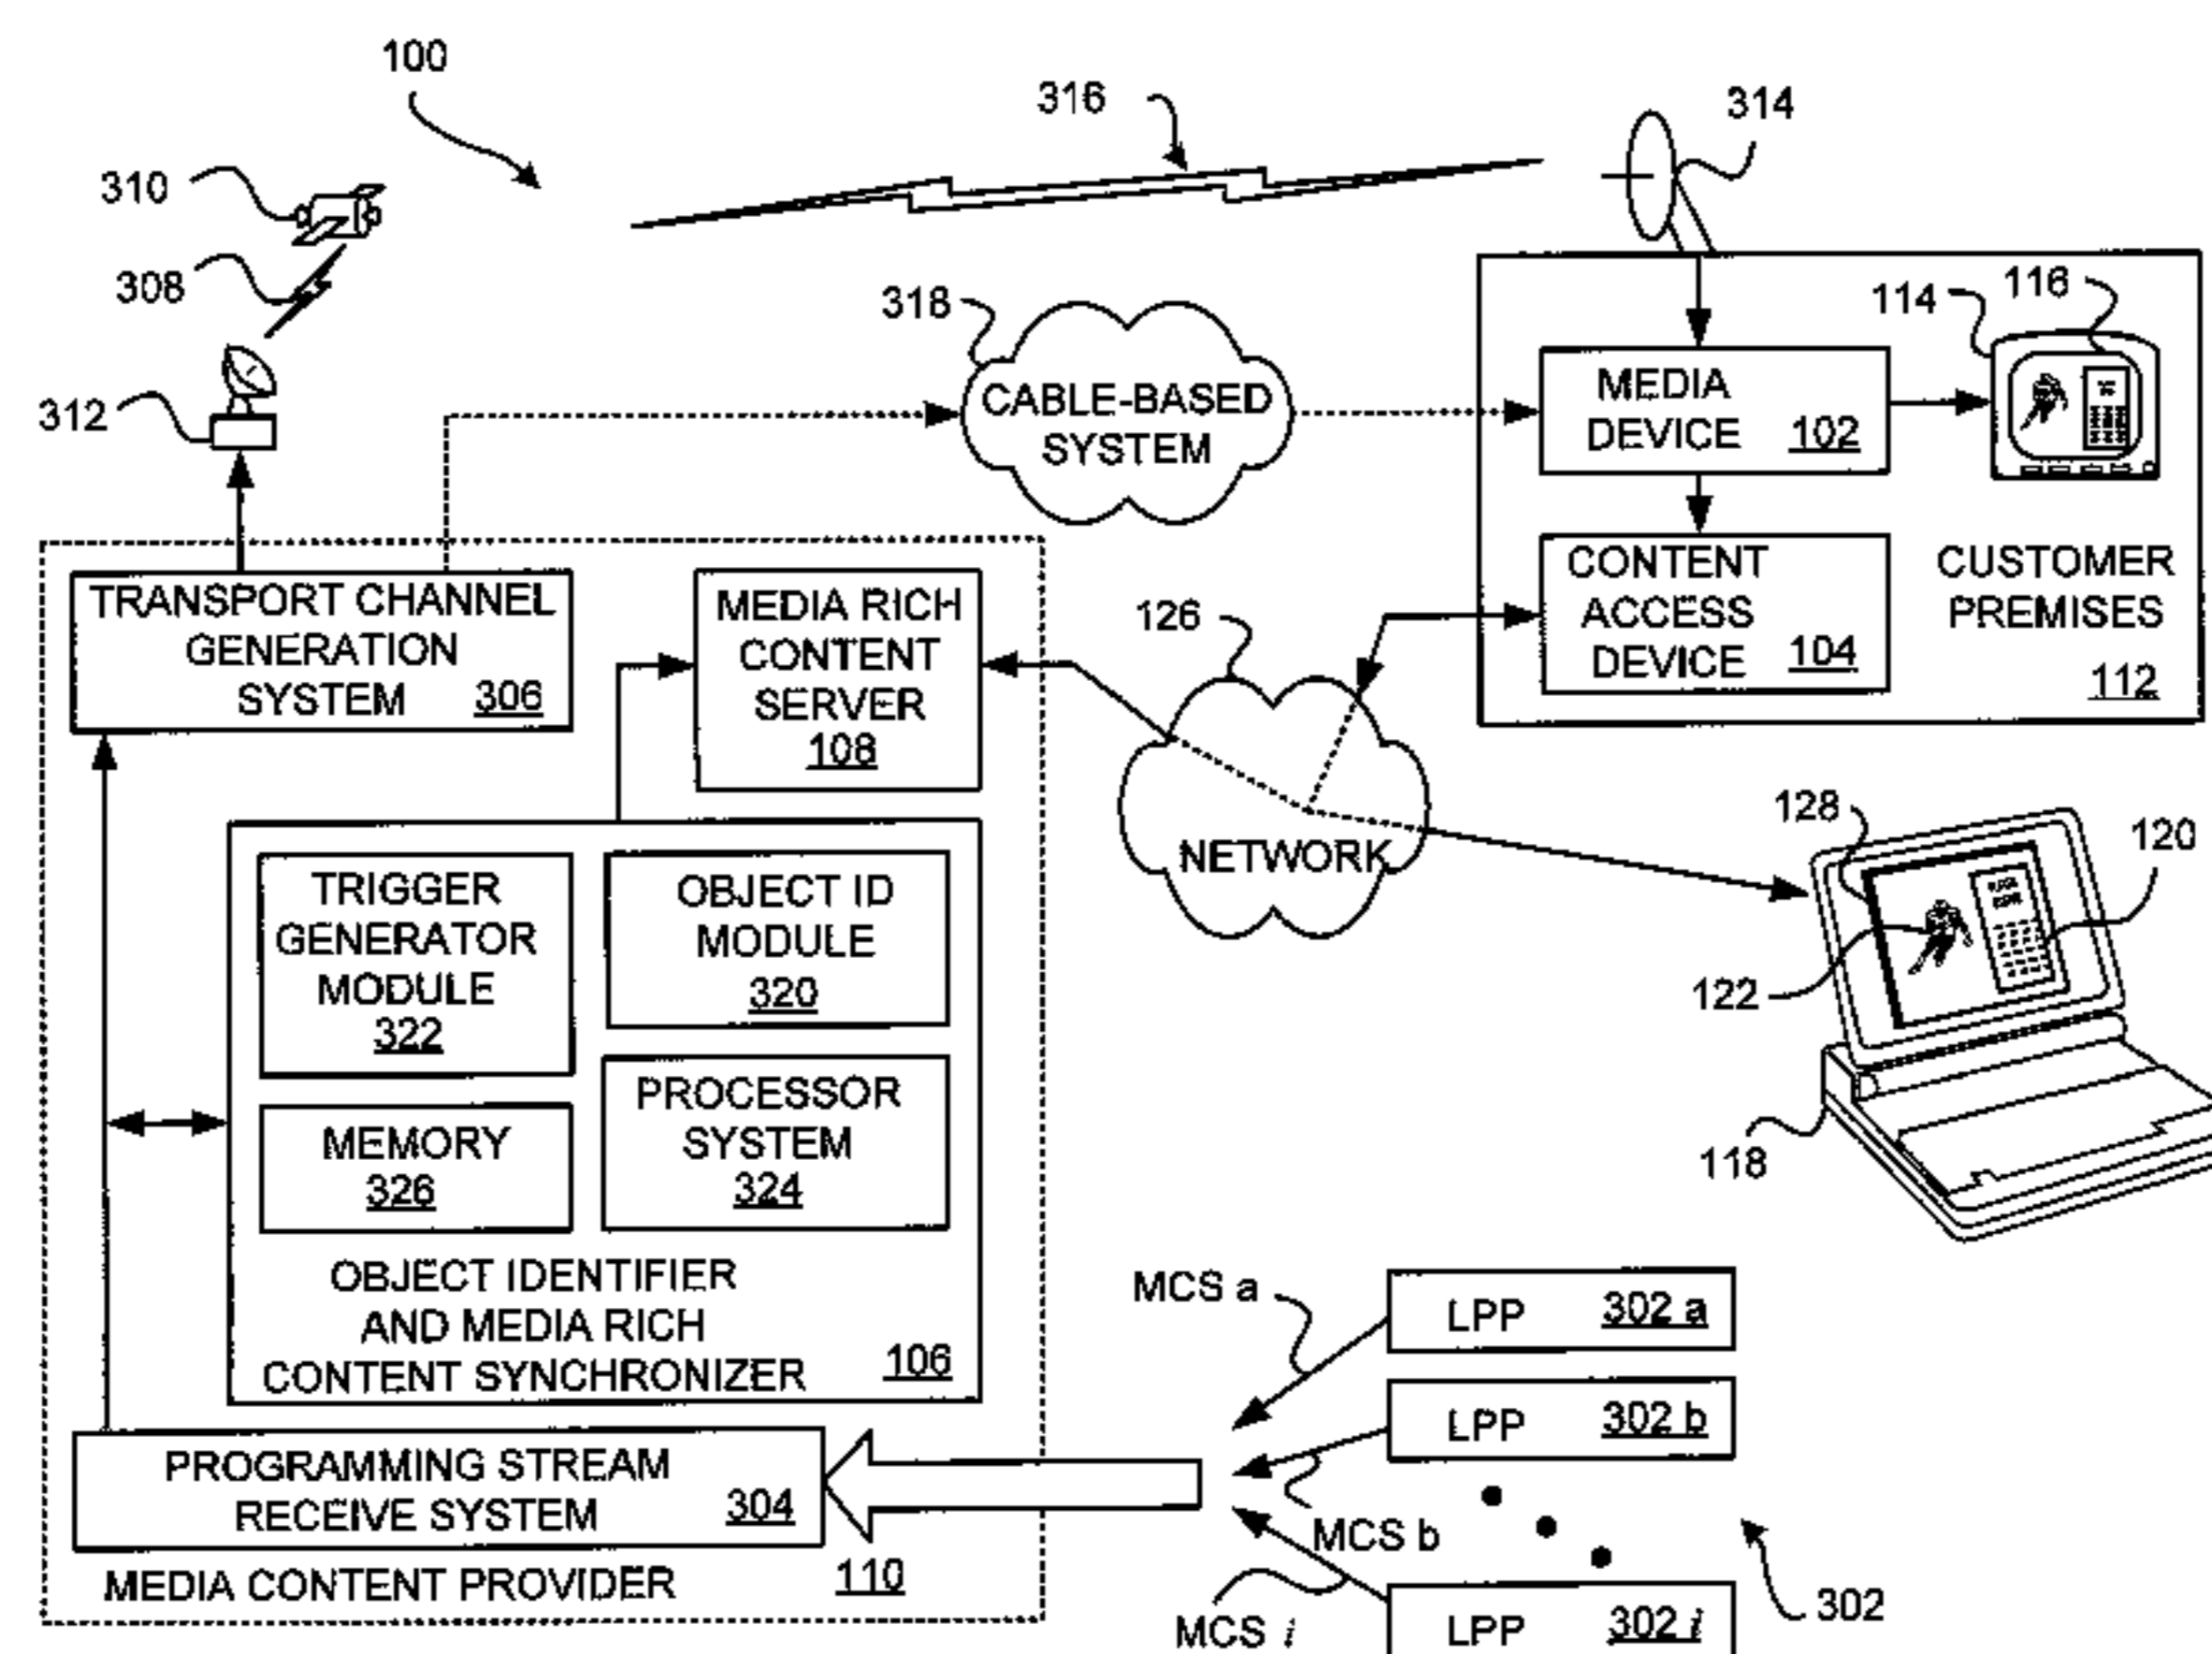 100
316
314
310
308
318
114
116
312
CABLE-BASED
SYSTEM
MEDIA
DEVICE 102
CONTENT
ACCESS
DEVICE 104
CUSTOMER
PREMISES
112
TRANSPORT CHANNEL
GENERATION
SYSTEM 306
MEDIA RICH
CONTENT
SERVER
108
126
NETWORK
TRIGGER
GENERATOR
MODULE
322
OBJECT ID
MODULE
320
MEMORY
326
PROCESSOR
SYSTEM
324
OBJECT IDENTIFIER
AND MEDIA RICH
CONTENT SYNCHRONIZER 106
128
120
122
118
PROGRAMMING STREAM
RECEIVE SYSTEM 304
MEDIA CONTENT PROVIDER 110
MCS a
LPP 302 a
LPP 302 b
MCS b
MCS i
LPP 302 i
302